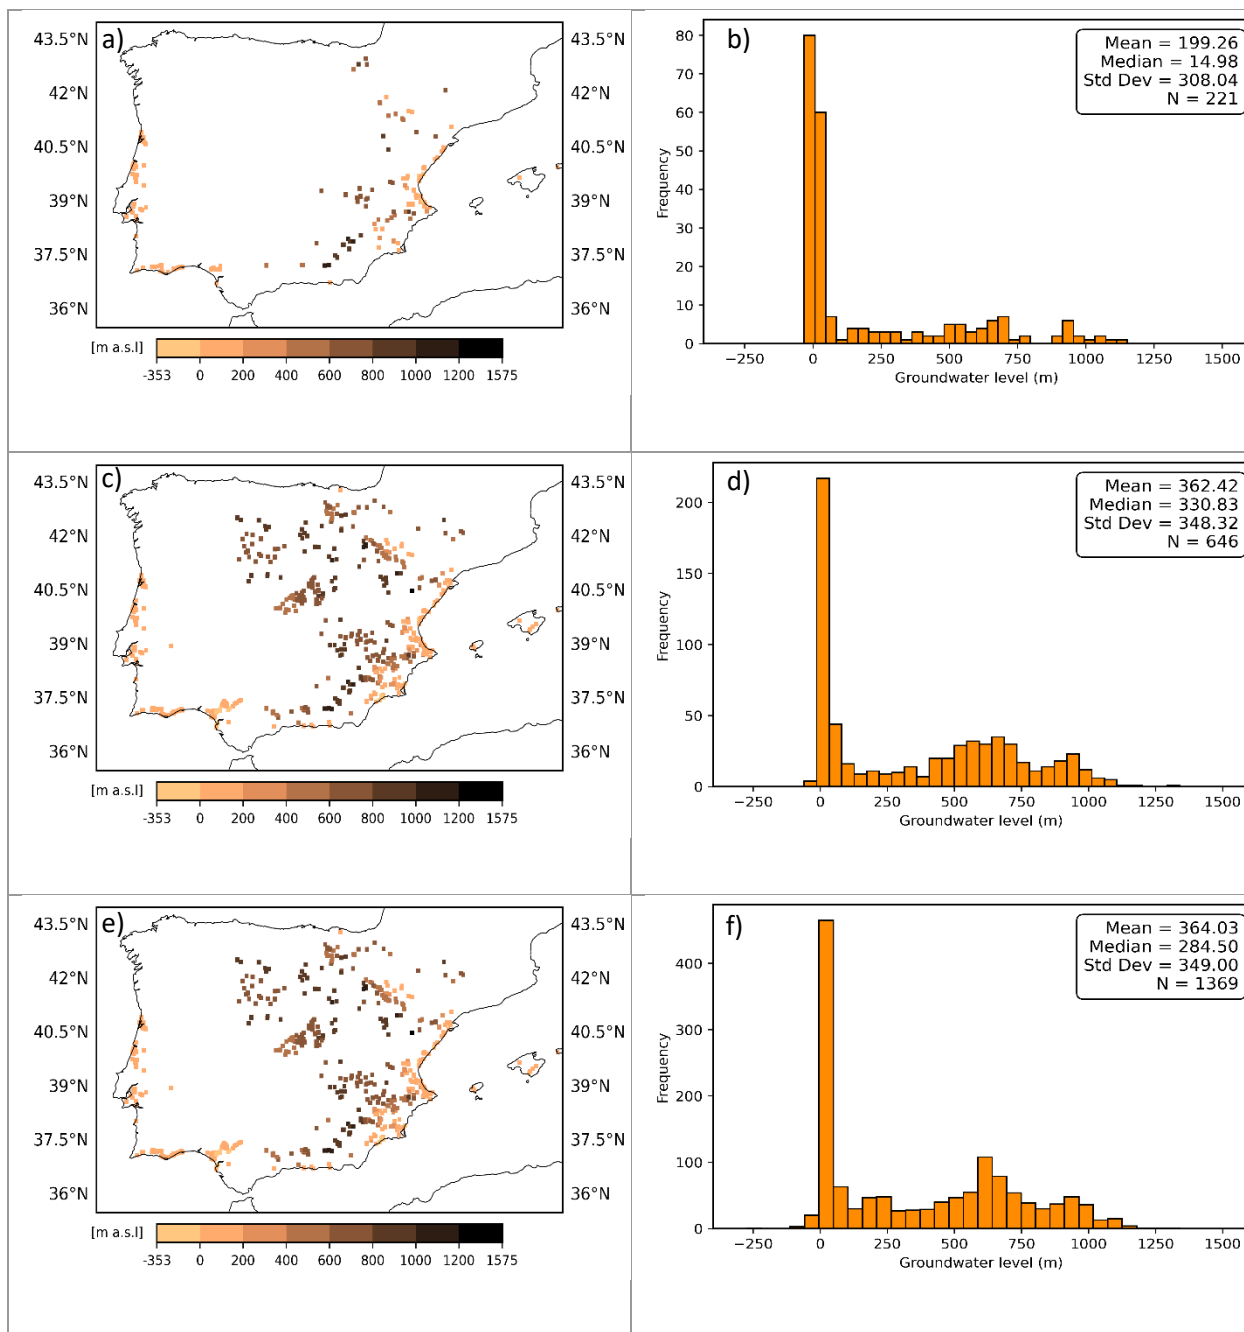 a)
43.5°N
42°N
40.5°N
39°N
37.5°N
36°N
43.5°N
42°N
40.5°N
39°N
37.5°N
36°N
[m a.s.l]
-353 0 200 400 600 800 1000 1200 1575
b)
Mean = 199.26
Median = 14.98
Std Dev = 308.04
N = 221
Frequency
80
70
60
50
40
30
20
10
0
−250 0 250 500 750 1000 1250 1500
Groundwater level (m)
c)
43.5°N
42°N
40.5°N
39°N
37.5°N
36°N
43.5°N
42°N
40.5°N
39°N
37.5°N
36°N
[m a.s.l]
-353 0 200 400 600 800 1000 1200 1575
d)
Mean = 362.42
Median = 330.83
Std Dev = 348.32
N = 646
Frequency
200
150
100
50
0
−250 0 250 500 750 1000 1250 1500
Groundwater level (m)
e)
43.5°N
42°N
40.5°N
39°N
37.5°N
36°N
43.5°N
42°N
40.5°N
39°N
37.5°N
36°N
[m a.s.l]
-353 0 200 400 600 800 1000 1200 1575
f)
Mean = 364.03
Median = 284.50
Std Dev = 349.00
N = 1369
Frequency
400
300
200
100
0
−250 0 250 500 750 1000 1250 1500
Groundwater level (m)